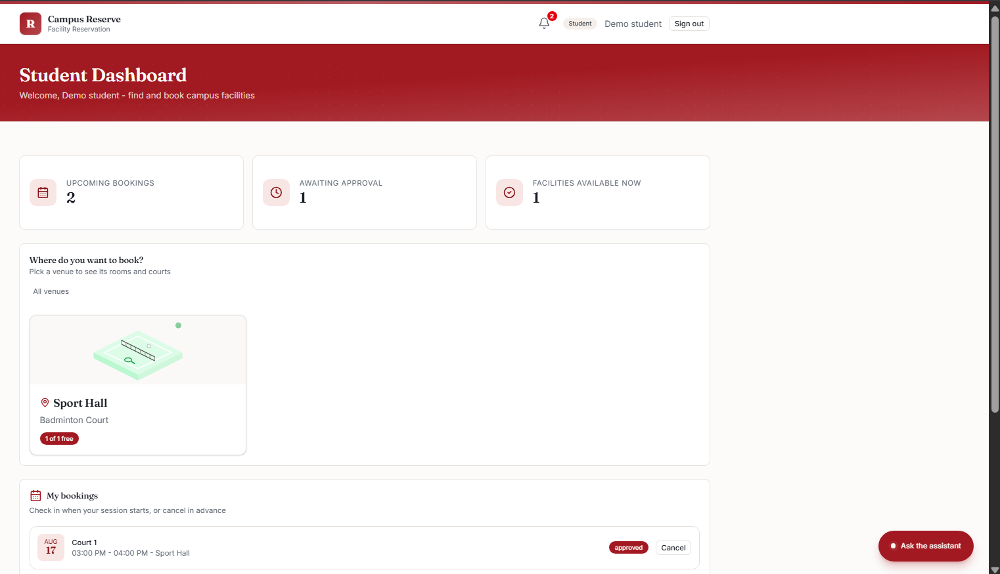 R
Campus Reserve
Facility Reservation
2
Student
Demo student
Sign out
Student Dashboard
Welcome, Demo student - find and book campus facilities
UPCOMING BOOKINGS
2
AWAITING APPROVAL
1
FACILITIES AVAILABLE NOW
1
Where do you want to book?
Pick a venue to see its rooms and courts
All venues
Sport Hall
Badminton Court
1 of 1 free
My bookings
Check in when your session starts, or cancel in advance
AUG
17
Court 1
03:00 PM - 04:00 PM - Sport Hall
approved
Cancel
Ask the assistant